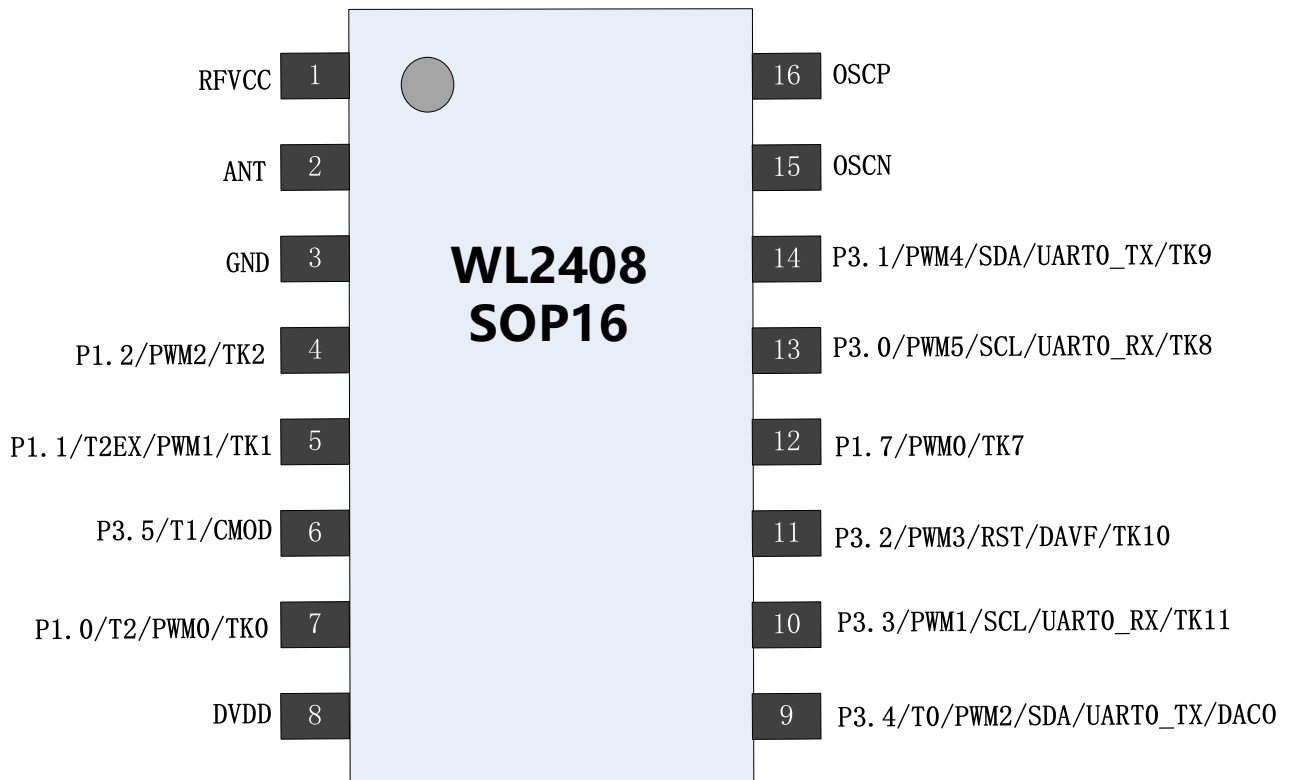 RFVCC 1
ANT 2
GND 3
P1.2/PWM2/TK2 4
P1.1/T2EX/PWM1/TK1 5
P3.5/T1/CMOD 6
P1.0/T2/PWM0/TK0 7
DVDD 8
WL2408
SOP16
16 OSCP
15 OSCN
14 P3.1/PWM4/SDA/UART0_TX/TK9
13 P3.0/PWM5/SCL/UART0_RX/TK8
12 P1.7/PWM0/TK7
11 P3.2/PWM3/RST/DAVF/TK10
10 P3.3/PWM1/SCL/UART0_RX/TK11
9 P3.4/T0/PWM2/SDA/UART0_TX/DACO